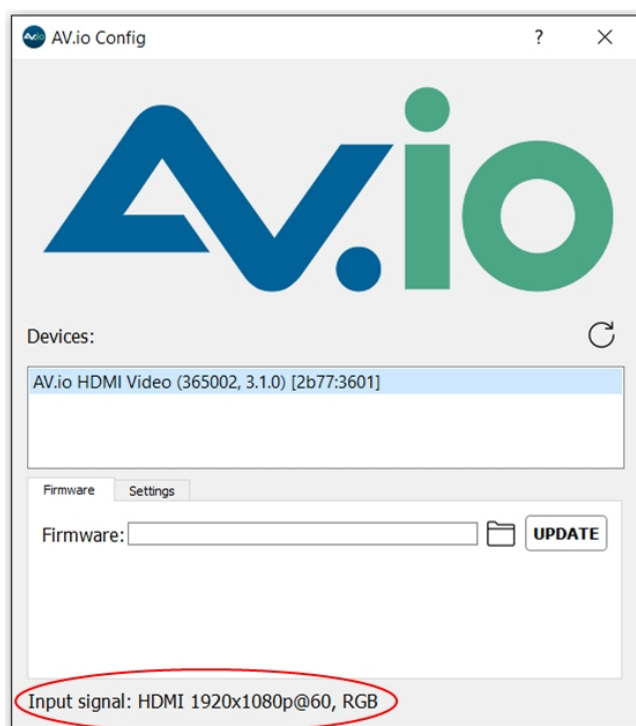 AV.io Config
?
AV.io
Devices:
AV.io HDMI Video (365002, 3.1.0) [2b77:3601]
Firmware Settings
Firmware: UPDATE
Input signal: HDMI 1920x1080p@60, RGB